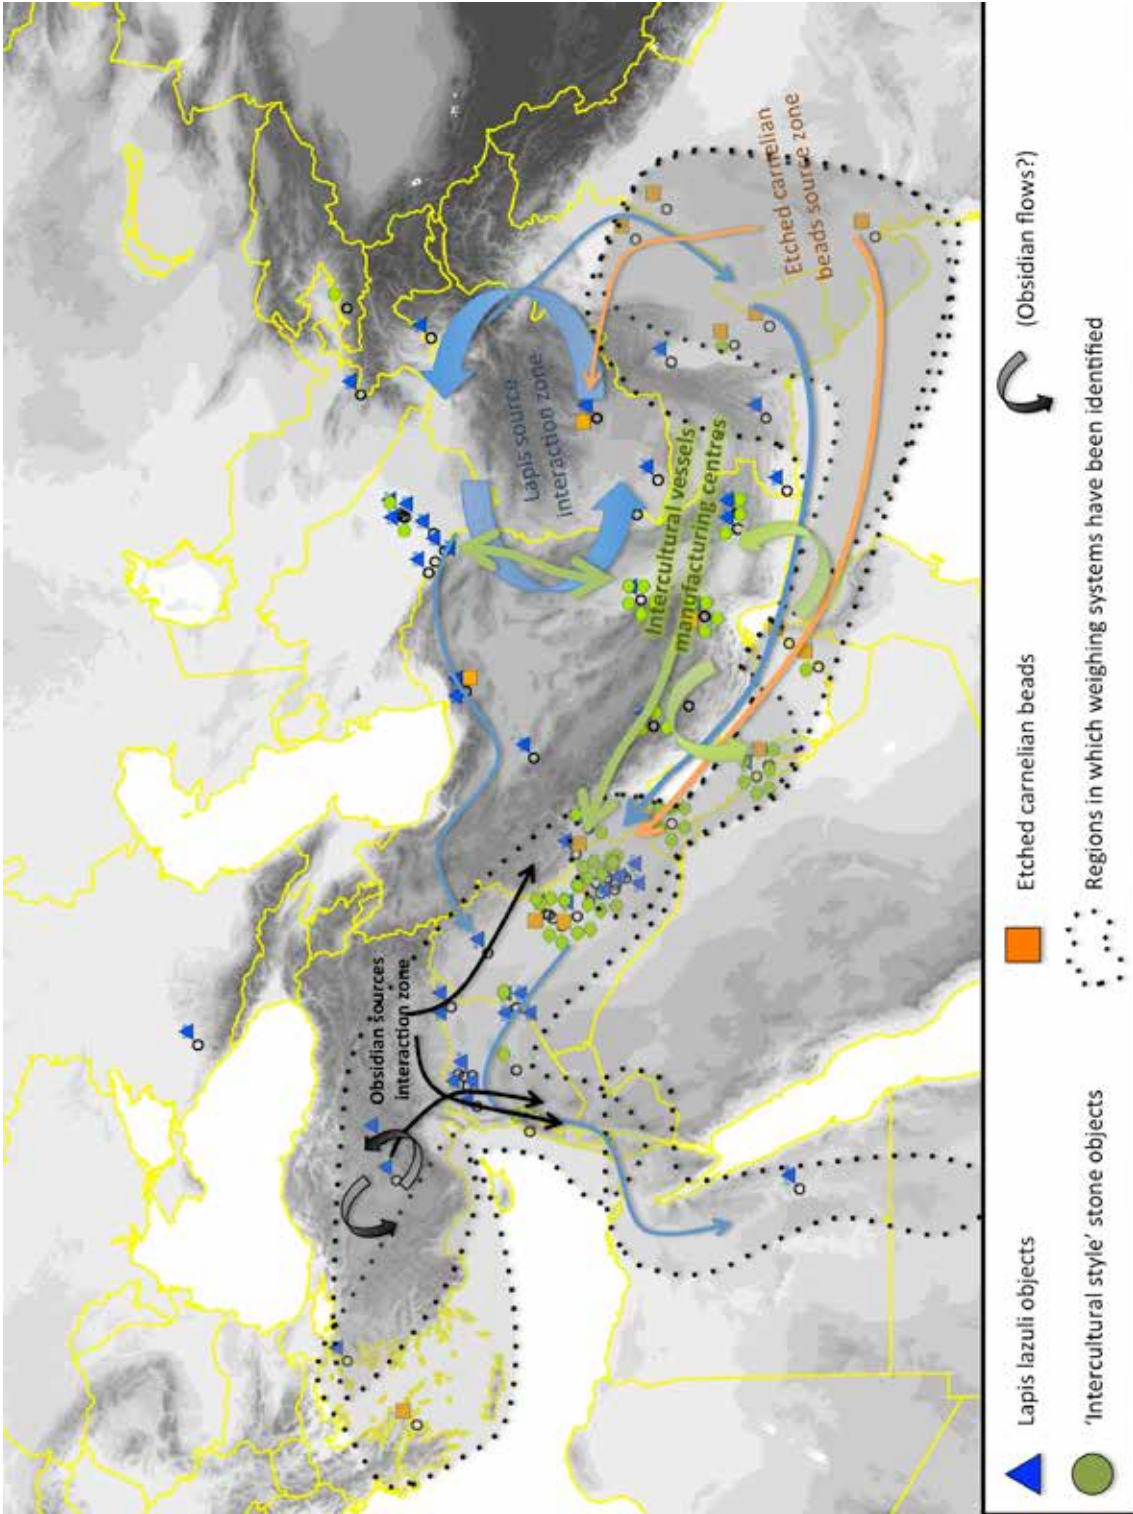 Obsidian sources
interaction zone
Lapis source
interaction zone
Intercultural vessels
manufacturing centres
Etched carnelian
beads source zone
Lapis lazuli objects
Etched carnelian beads
(Obsidian flows?)
'Intercultural style' stone objects
Regions in which weighing systems have been identified